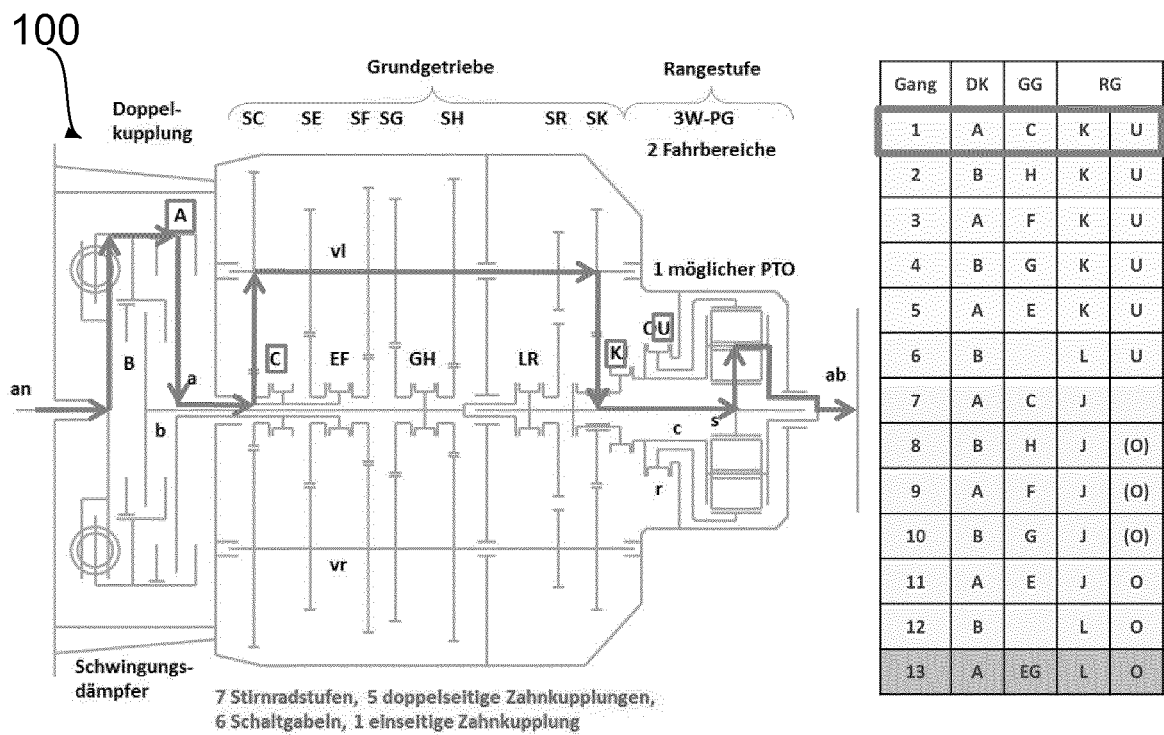 100
Grundgetriebe
Rangestufe
Doppel-
kupplung
SC SE SF SG SH SR SK 3W-PG
2 Fahrbereiche
A
vl
1 möglicher PTO
B
C
EF
GH
LR
K
O U
an
a
ab
b
c
s
r
vr
Schwingungs-
dämpfer
7 Stirnradstufen, 5 doppelseitige Zahnkupplungen,
6 Schaltgabeln, 1 einseitige Zahnkupplung
Gang DK GG RG
1 A C K U
2 B H K U
3 A F K U
4 B G K U
5 A E K U
6 B L U
7 A C J
8 B H J (O)
9 A F J (O)
10 B G J (O)
11 A E J O
12 B L O
13 A EG L O